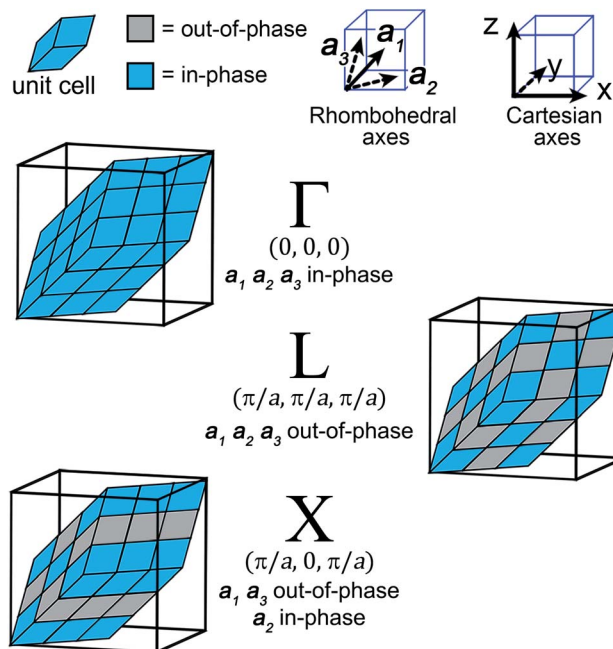 unit cell
= out-of-phase
= in-phase
a₁
a₂
a₃
Rhombohedral
axes
z
y
x
Cartesian
axes
Γ
(0, 0, 0)
a₁ a₂ a₃ in-phase
L
(π/a, π/a, π/a)
a₁ a₂ a₃ out-of-phase
X
(π/a, 0, π/a)
a₁ a₃ out-of-phase
a₂ in-phase